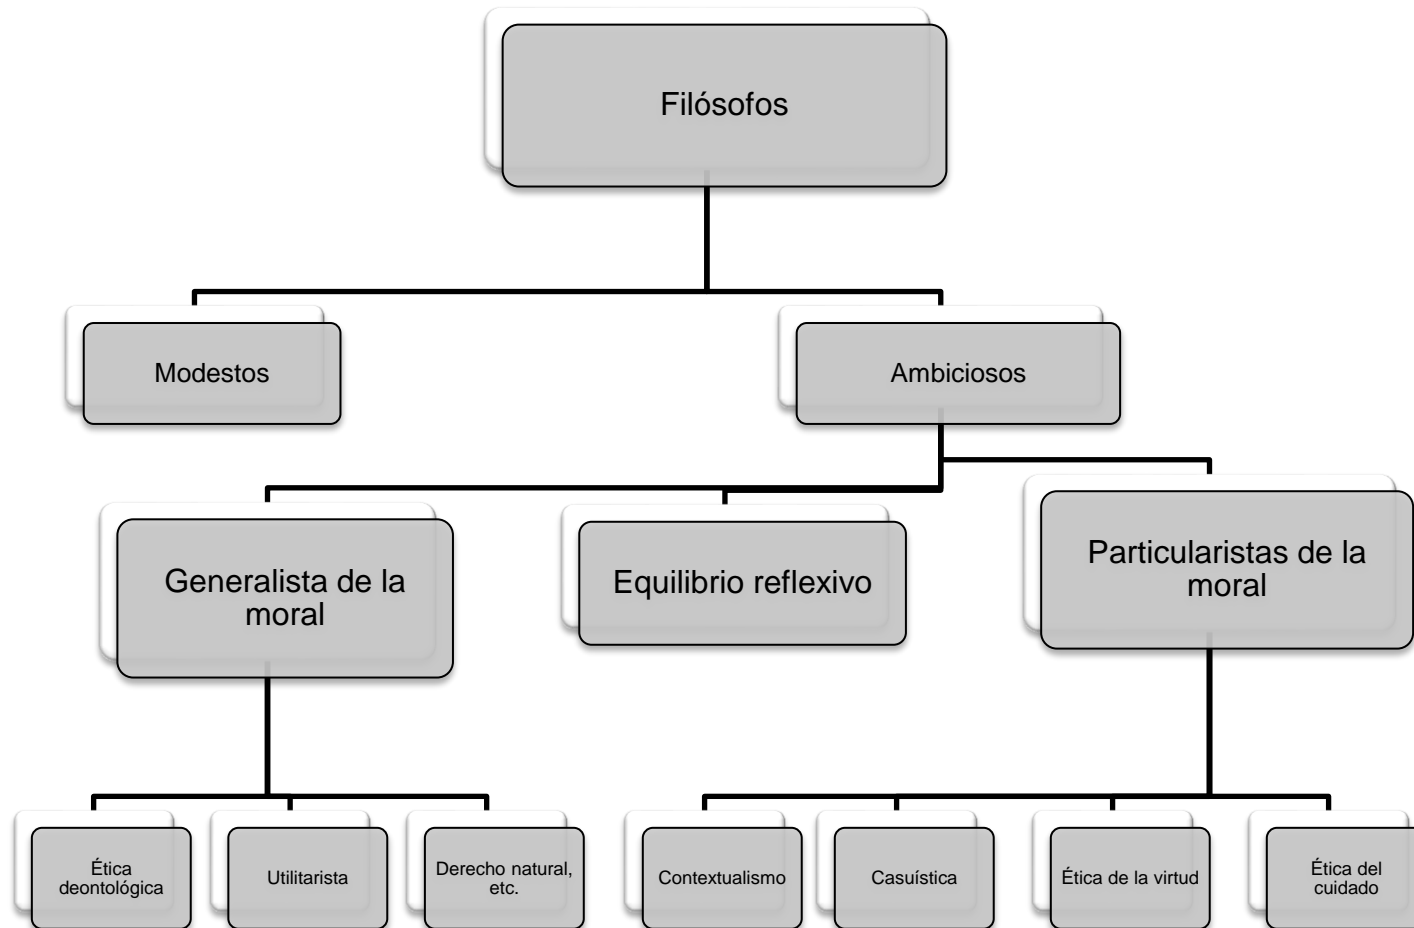 Filósofos
Modestos
Ambiciosos
Generalista de la
moral
Equilibrio reflexivo
Particularistas de la
moral
Ética
deontológica
Utilitarista
Derecho natural,
etc.
Contextualismo
Casuística
Ética de la virtud
Ética del
cuidado